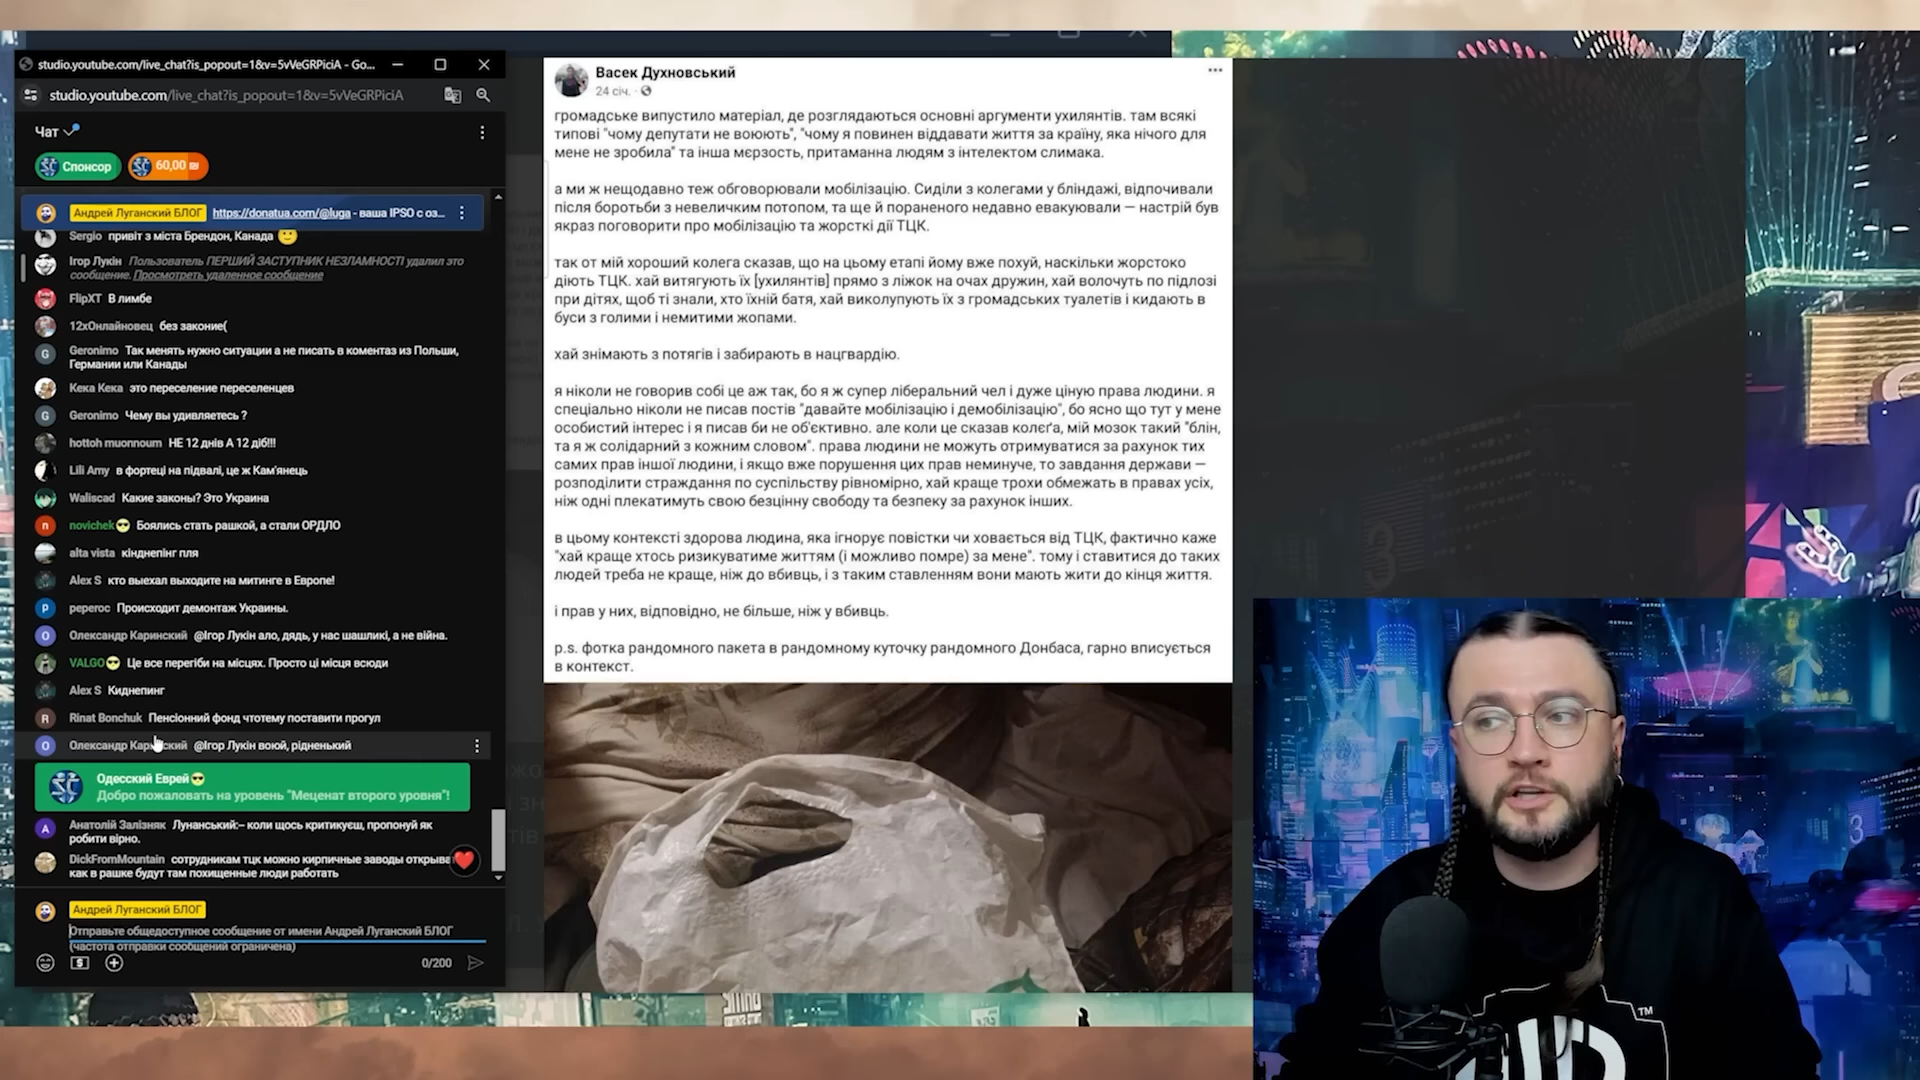 studio.youtube.com/live_chat?is_popout=1&v=5vVeGRPiciA - Go...
studio.youtube.com/live_chat?is_popout=1&v=5vVeGRPiciA
Чат
Спонсор
60,00 ₪
Андрей Луганский БЛОГ https://donatua.com/@luga - ваша IPSO с оз...
Sergio привіт з міста Брендон, Канада
Ігор Лукін Пользователь ПЕРШИЙ ЗАСТУПНИК НЕЗЛАМНОСТІ удалил это
сообщение. Просмотреть удаленное сообщение
FlipXT В лимбе
12хОнлайновец без законие(
Geronimo Так менять нужно ситуации а не писать в коментаз из Польши,
Германии или Канады
Кека Кека это переселение переселенцев
Geronimo Чему вы удивляетесь ?
hottoh muonnoum НЕ 12 днів А 12 діб!!!
Lili Amy в фортеці на підвалі, це ж Кам'янець
Waliscad Какие законы? Это Украина
novichek Боялись стать рашкой, а стали ОРДЛО
alta vista кінднепінг пля
Alex S кто выехал выходите на митинге в Европе!
peperoc Происходит демонтаж Украины.
Олександр Каринский @Ігор Лукін ало, дядь, у нас шашликі, а не війна.
VALGO Це все перегіби на місцях. Просто ці місця всюди
Alex S Киднепинг
Rinat Bonchuk Пенсіонний фонд чтотему поставити прогул
Олександр Каринский @Ігор Лукін воюй, рідненький
Одесский Еврей
Добро пожаловать на уровень "Меценат второго уровня"!
Анатолій Залізняк Лунанський:– коли щось критикуєш, пропонуй як
робити вірно.
DickFromMountain сотрудникам тцк можно кирпичные заводы открыва
как в рашке будут там похищенные люди работать
Андрей Луганский БЛОГ
Отправьте общедоступное сообщение от имени Андрей Луганский БЛОГ
(частота отправки сообщений ограничена)
0/200
Васек Духновський
24 січ.
громадське випустило матеріал, де розглядаються основні аргументи ухилянтів. там всякі
типові "чому депутати не воюють", "чому я повинен віддавати життя за країну, яка нічого для
мене не зробила" та інша мєрзость, притаманна людям з інтелектом слимака.
а ми ж нещодавно теж обговорювали мобілізацію. Сиділи з колегами у бліндажі, відпочивали
після боротьби з невеличким потопом, та ще й пораненого недавно евакуювали — настрій був
якраз поговорити про мобілізацію та жорсткі дії ТЦК.
так от мій хороший колега сказав, що на цьому етапі йому вже похуй, наскільки жорстоко
діють ТЦК. хай витягують їх [ухилянтів] прямо з ліжок на очах дружин, хай волочуть по підлозі
при дітях, щоб ті знали, хто їхній батя, хай виколупують їх з громадських туалетів і кидають в
буси з голими і немитими жопами.
хай знімають з потягів і забирають в нацгвардію.
я ніколи не говорив собі це аж так, бо я ж супер ліберальний чел і дуже ціную права людини. я
спеціально ніколи не писав постів "давайте мобілізацію і демобілізацію", бо ясно що тут у мене
особистий інтерес і я писав би не об'єктивно. але коли це сказав колєґа, мій мозок такий "блін,
та я ж солідарний з кожним словом". права людини не можуть отримуватися за рахунок тих
самих прав іншої людини, і якщо вже порушення цих прав неминуче, то завдання держави —
розподілити страждання по суспільству рівномірно, хай краще трохи обмежать в правах усіх,
ніж одні плекатимуть свою безцінну свободу та безпеку за рахунок інших.
в цьому контексті здорова людина, яка ігнорує повістки чи ховається від ТЦК, фактично каже
"хай краще хтось ризикуватиме життям (і можливо помре) за мене". тому і ставитися до таких
людей треба не краще, ніж до вбивць, і з таким ставленням вони мають жити до кінця життя.
і прав у них, відповідно, не більше, ніж у вбивць.
p.s. фотка рандомного пакета в рандомному куточку рандомного Донбаса, гарно вписується
в контекст.
TM